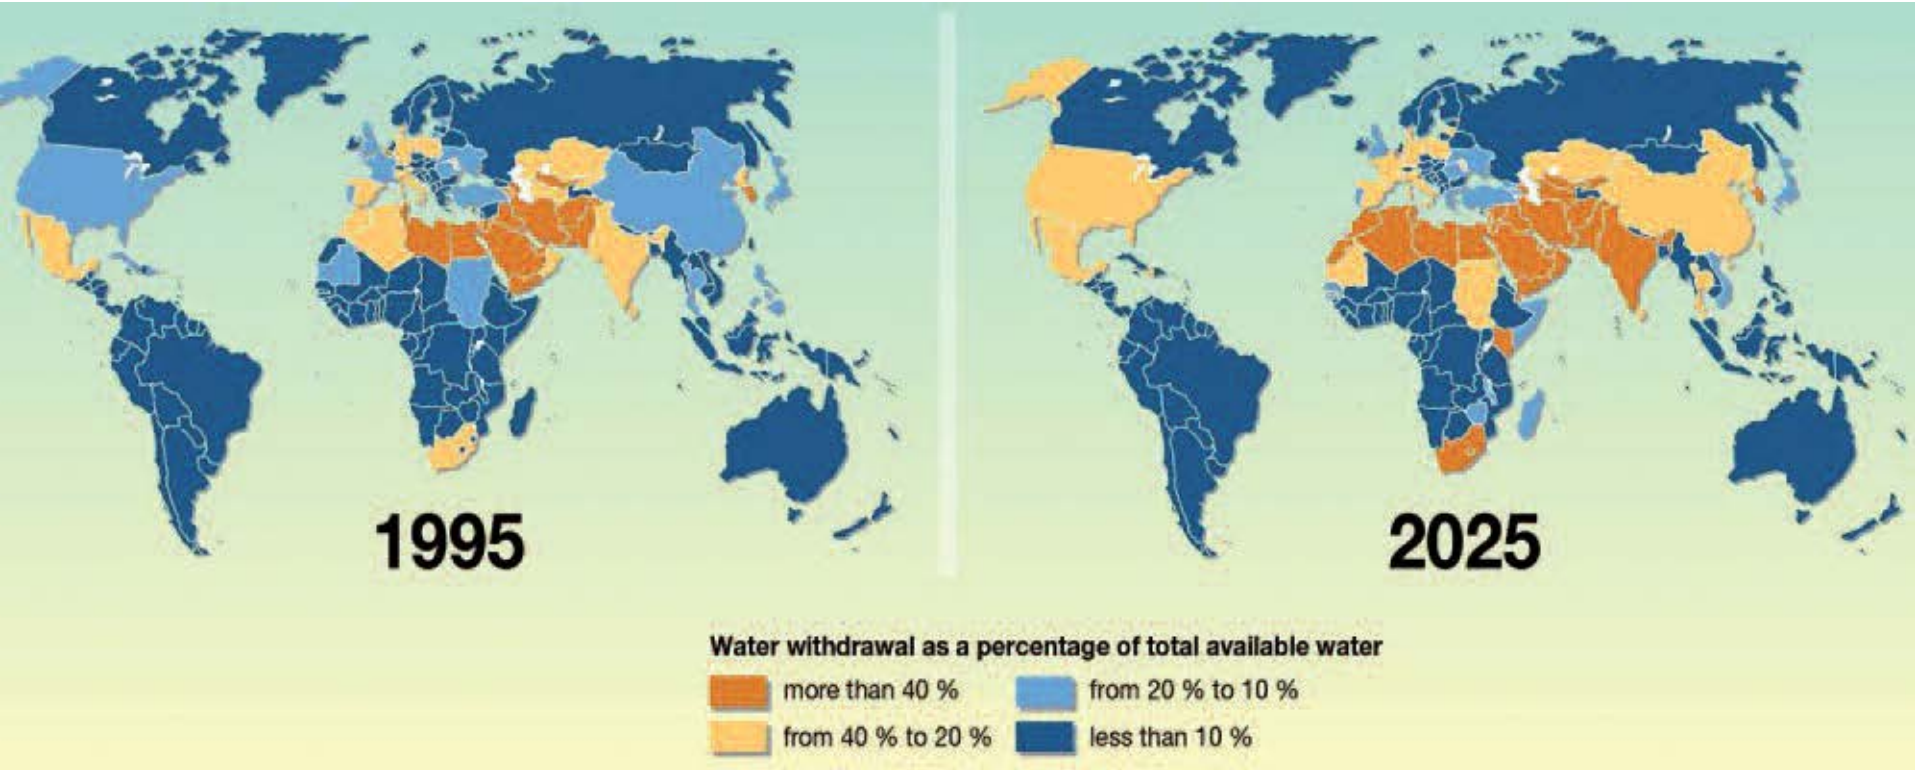 1995
2025
Water withdrawal as a percentage of total available water
more than 40 %
from 20 % to 10 %
from 40 % to 20 %
less than 10 %